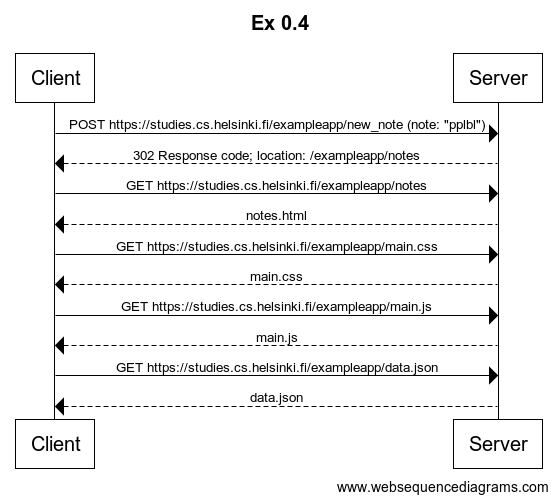 Ex 0.4
Client Server
POST https://studies.cs.helsinki.fi/exampleapp/new_note (note: "pplbl")
302 Response code; location: /exampleapp/notes
GET https://studies.cs.helsinki.fi/exampleapp/notes
notes.html
GET https://studies.cs.helsinki.fi/exampleapp/main.css
main.css
GET https://studies.cs.helsinki.fi/exampleapp/main.js
main.js
GET https://studies.cs.helsinki.fi/exampleapp/data.json
data.json
Client Server
www.websequencediagrams.com